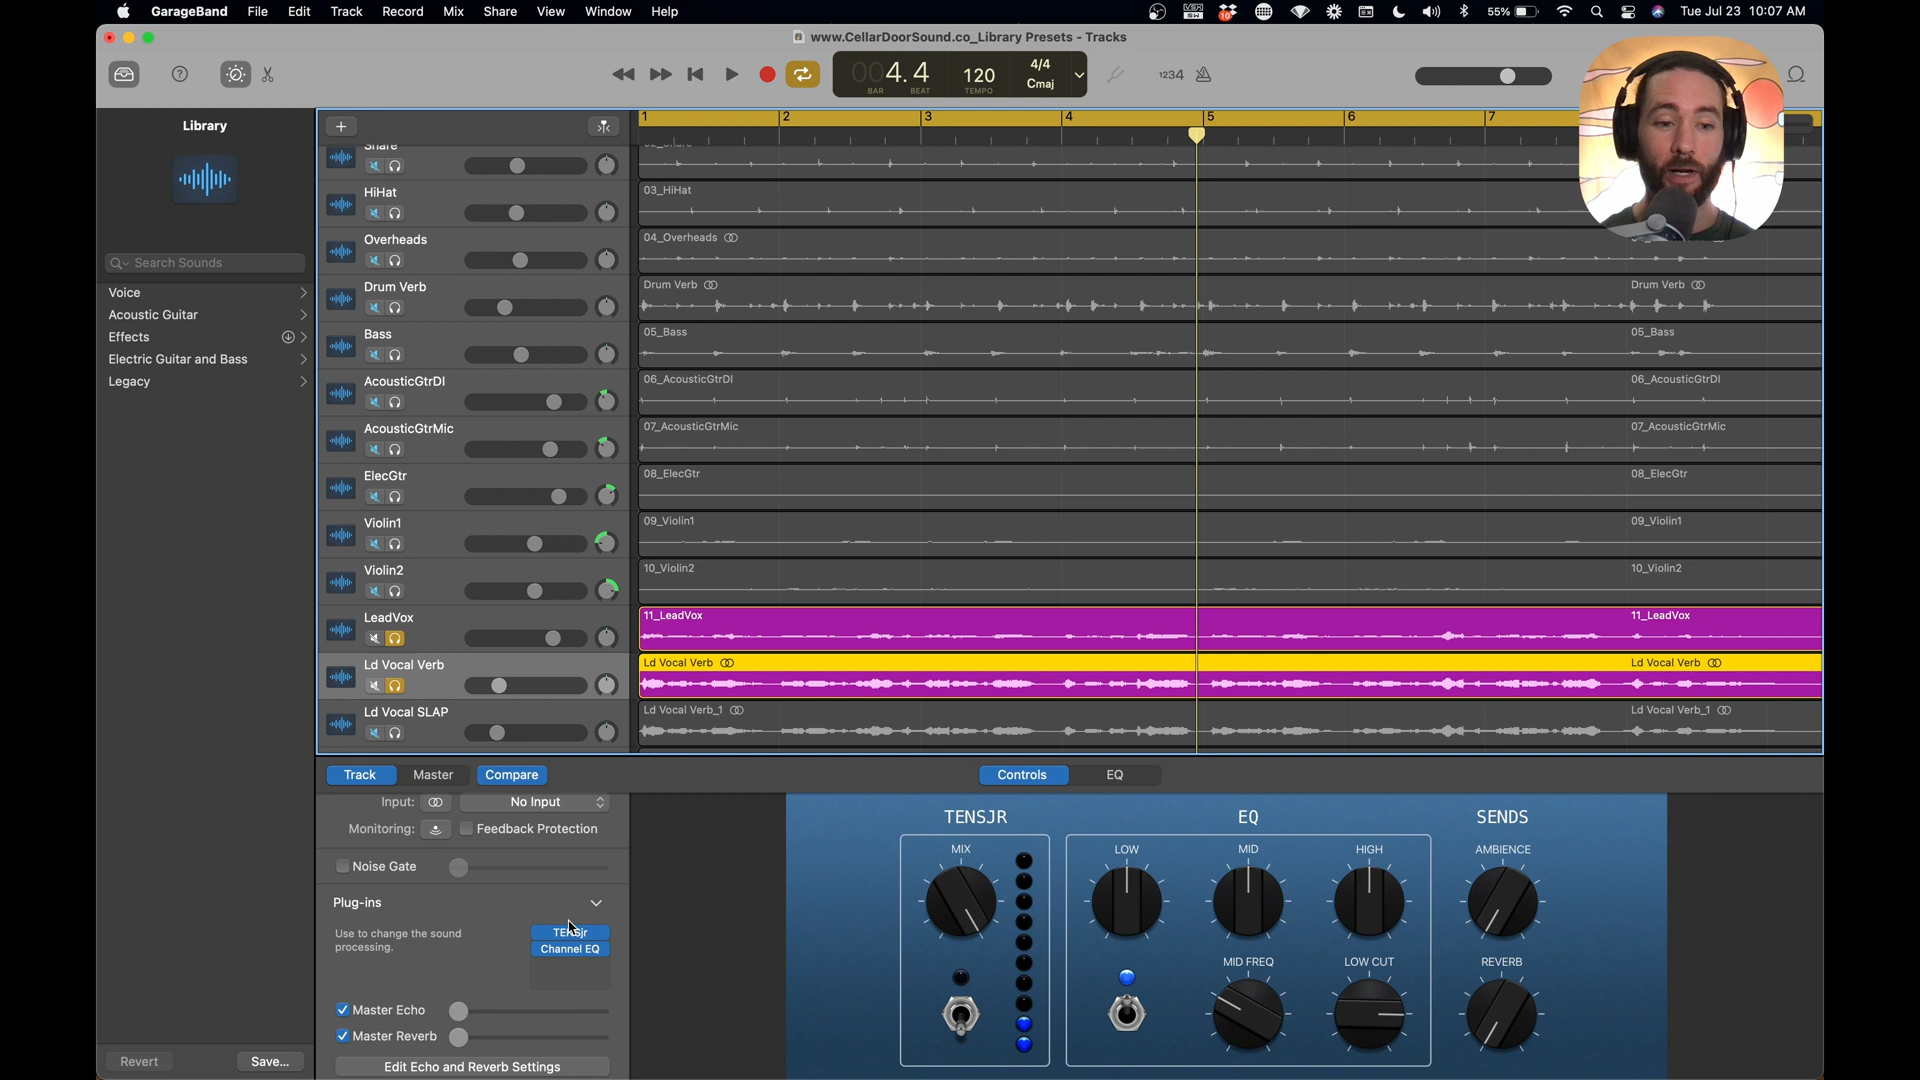 GarageBand File Edit Track Record Mix Share View Window Help
VSX SW 10 55% Tue Jul 23 10:07 AM
www.CellarDoorSound.co_Library Presets - Tracks
004.4 120 4/4 Cmaj 1234
BAR BEAT TEMPO
Library
Search Sounds
Voice
Acoustic Guitar
Effects
Electric Guitar and Bass
Legacy
Revert Save...
1 2 3 4 5 6 7
HiHat 03_HiHat
Overheads 04_Overheads
Drum Verb Drum Verb Drum Verb
Bass 05_Bass 05_Bass
AcousticGtrDI 06_AcousticGtrDI 06_AcousticGtrDI
AcousticGtrMic 07_AcousticGtrMic 07_AcousticGtrMic
ElecGtr 08_ElecGtr 08_ElecGtr
Violin1 09_Violin1 09_Violin1
Violin2 10_Violin2 10_Violin2
LeadVox 11_LeadVox 11_LeadVox
Ld Vocal Verb Ld Vocal Verb Ld Vocal Verb
Ld Vocal SLAP Ld Vocal Verb_1 Ld Vocal Verb_1
Track Master Compare Controls EQ
Input: No Input
Monitoring: Feedback Protection
Noise Gate
Plug-ins
Use to change the sound
processing.
Channel EQ
Master Echo
Master Reverb
Edit Echo and Reverb Settings
TENSJR EQ SENDS
MIX LOW MID HIGH AMBIENCE
MID FREQ LOW CUT REVERB